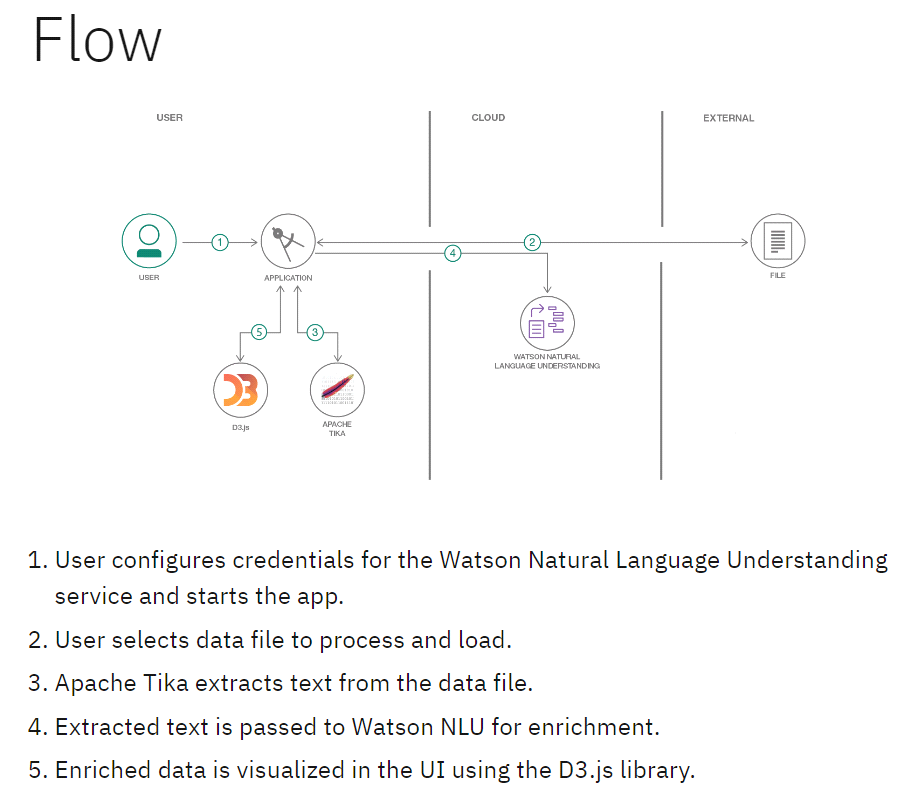 Flow
USER
CLOUD
EXTERNAL
1
2
4
USER
APPLICATION
FILE
5
3
WATSON NATURAL
LANGUAGE UNDERSTANDING
D3
D3.js
APACHE
TIKA
1. User configures credentials for the Watson Natural Language Understanding
service and starts the app.
2. User selects data file to process and load.
3. Apache Tika extracts text from the data file.
4. Extracted text is passed to Watson NLU for enrichment.
5. Enriched data is visualized in the UI using the D3.js library.